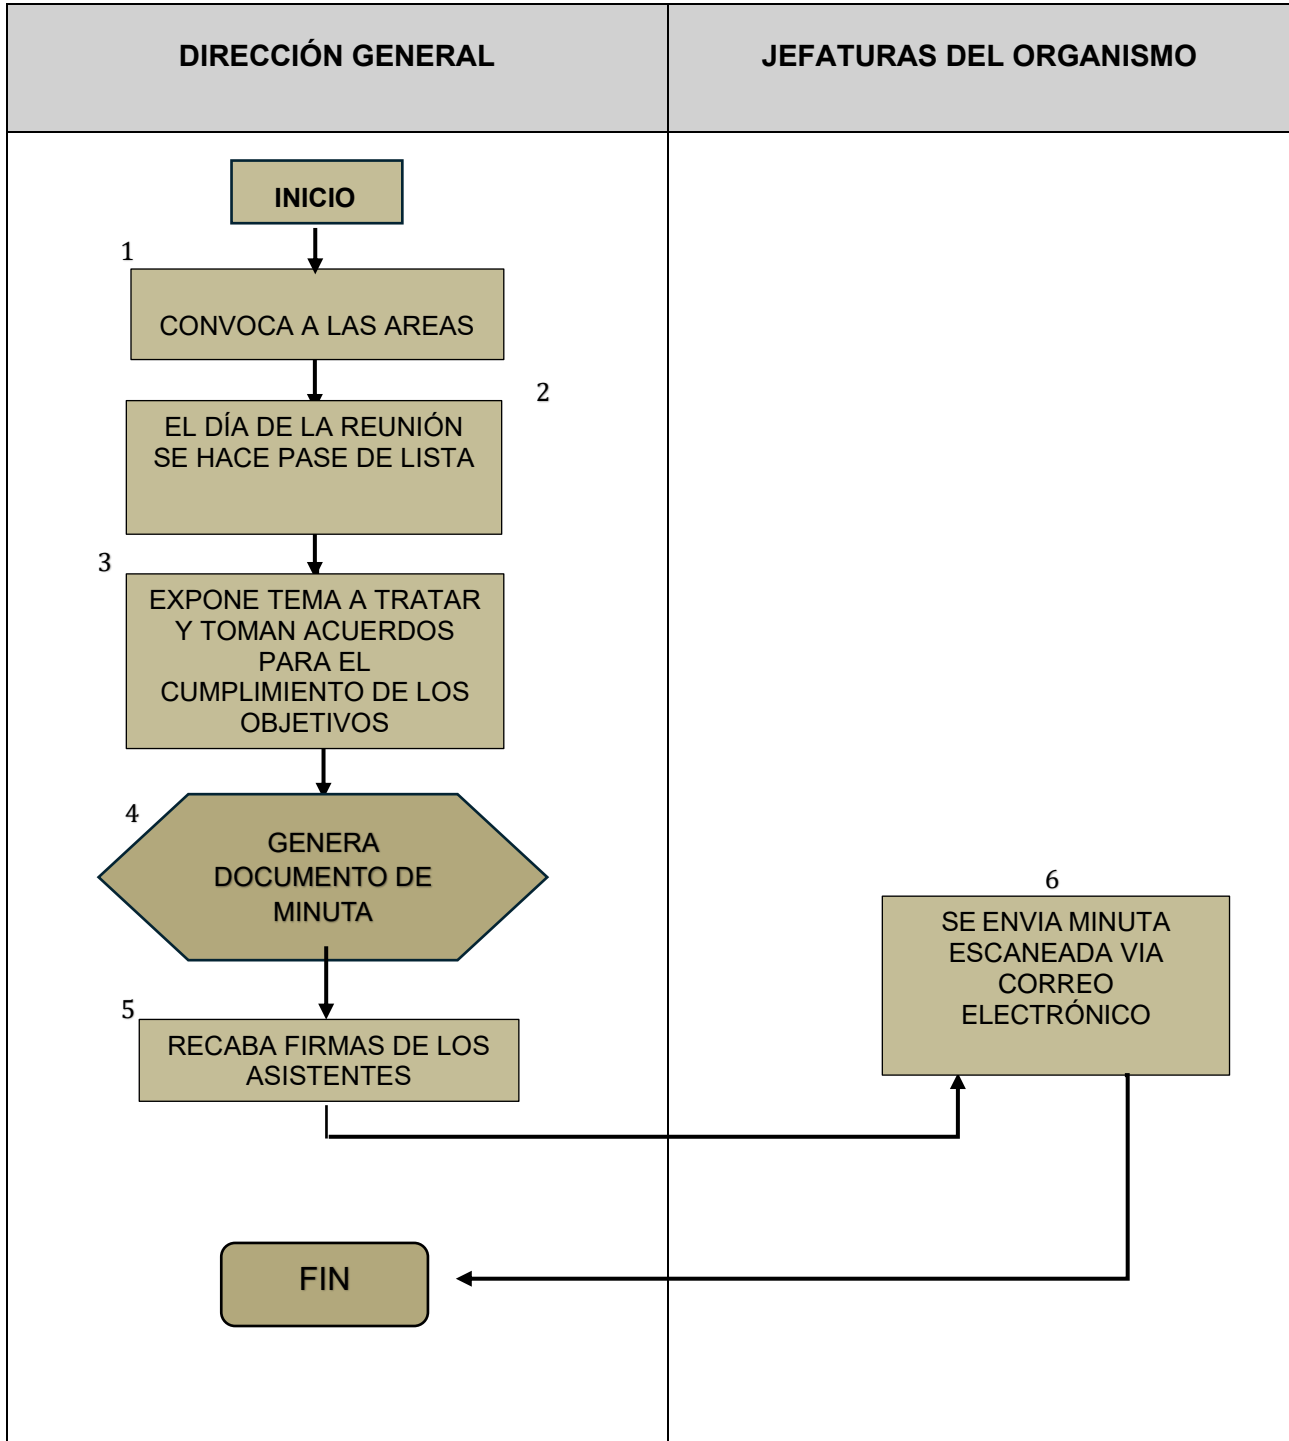 DIRECCIÓN GENERAL
JEFATURAS DEL ORGANISMO
INICIO
1
CONVOCA A LAS AREAS
2
EL DÍA DE LA REUNIÓN
SE HACE PASE DE LISTA
3
EXPONE TEMA A TRATAR
Y TOMAN ACUERDOS
PARA EL
CUMPLIMIENTO DE LOS
OBJETIVOS
4
GENERA
DOCUMENTO DE
MINUTA
5
RECABA FIRMAS DE LOS
ASISTENTES
6
SE ENVIA MINUTA
ESCANEADA VIA
CORREO
ELECTRÓNICO
FIN